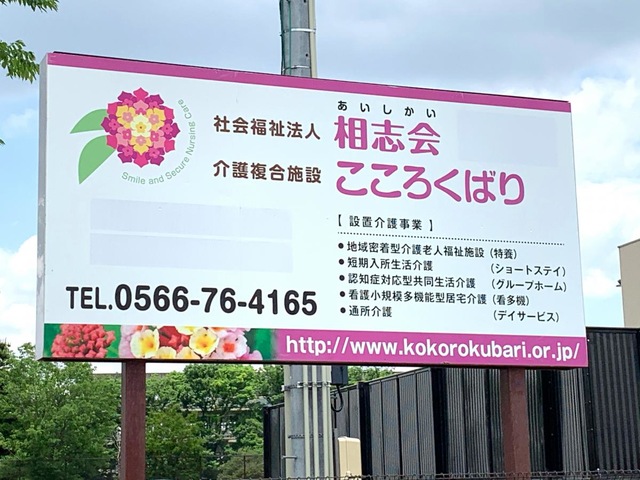 Smile and Secure Nursing Care
あいしかい
社会福祉法人 相志会
介護複合施設 こころくばり
【 設置介護事業 】
●地域密着型介護老人福祉施設（特養）
●短期入所生活介護 （ショートステイ）
●認知症対応型共同生活介護 （グループホーム）
●看護小規模多機能型居宅介護（看多機）
●通所介護 （デイサービス）
TEL.0566-76-4165
http://www.kokorokubari.or.jp/